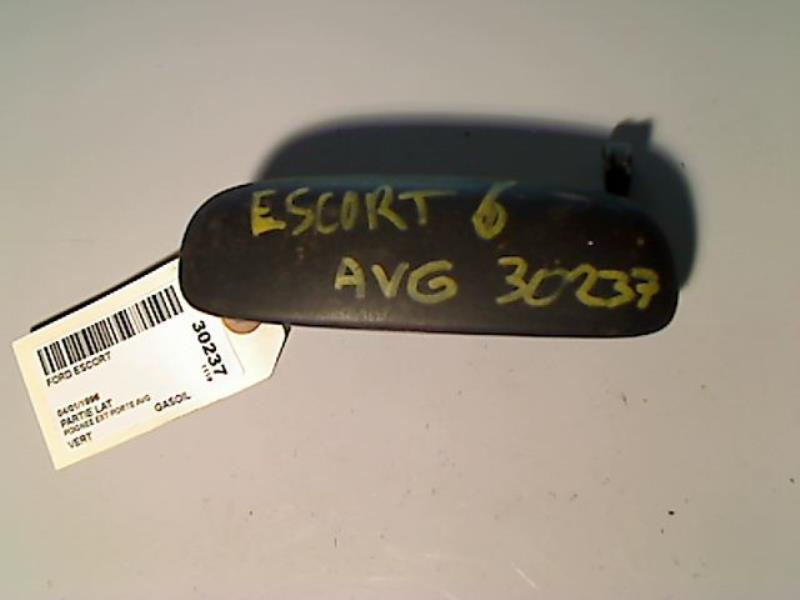 ESCORT 6
AVG 30237
30237
FORD ESCORT
04/01/1996
PARTIE LAT
POIGNEE EXT PORTE AVG
GASOIL
VERT